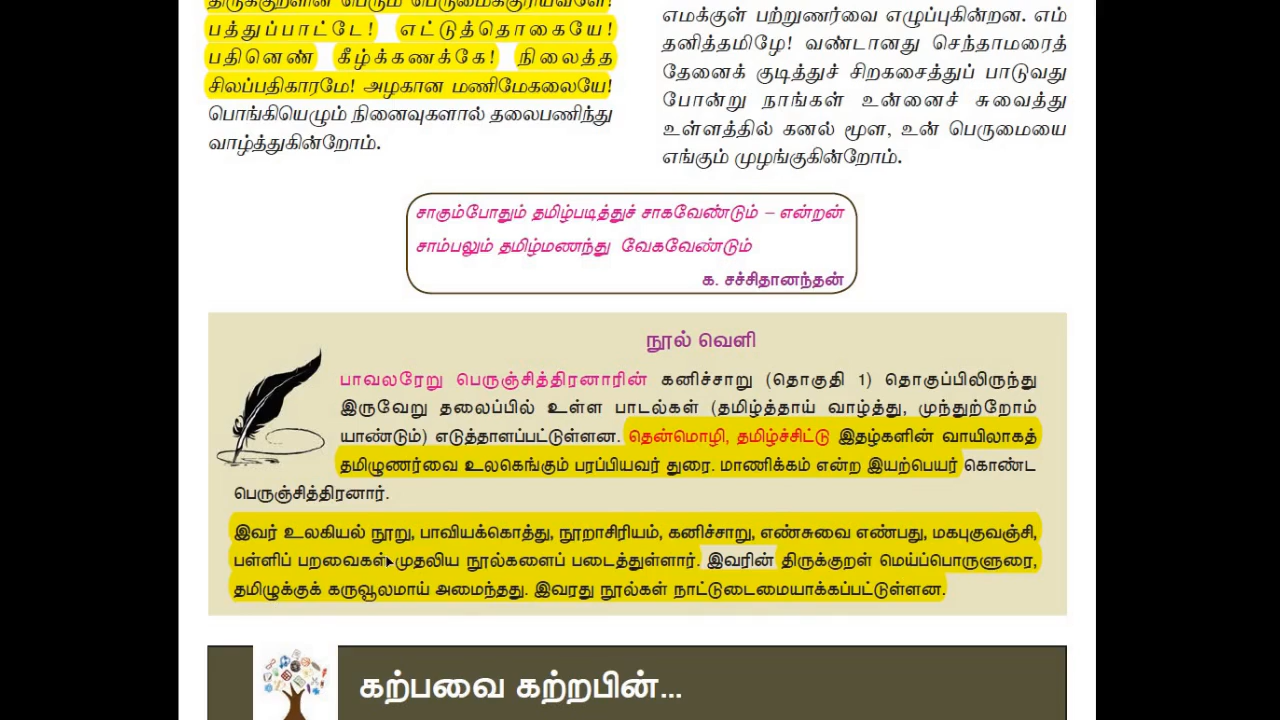 திருக்குறளின் பெரும் பெருமைக்குரியவளே!
பத்துப்பாட்டே! எட்டுத்தொகையே!
பதினெண் கீழ்க்கணக்கே! நிலைத்த
சிலப்பதிகாரமே! அழகான மணிமேகலையே!
பொங்கியெழும் நினைவுகளால் தலைபணிந்து
வாழ்த்துகின்றோம்.
எமக்குள் பற்றுணர்வை எழுப்புகின்றன. எம்
தனித்தமிழே! வண்டானது செந்தாமரைத்
தேனைக் குடித்துச் சிறகசைத்துப் பாடுவது
போன்று நாங்கள் உன்னைச் சுவைத்து
உள்ளத்தில் கனல் மூள, உன் பெருமையை
எங்கும் முழங்குகின்றோம்.
சாகும்போதும் தமிழ்படித்துச் சாகவேண்டும் – என்றன்
சாம்பலும் தமிழ்மணந்து வேகவேண்டும்
க. சச்சிதானந்தன்
நூல் வெளி
பாவலரேறு பெருஞ்சித்திரனாரின் கனிச்சாறு (தொகுதி 1) தொகுப்பிலிருந்து
இருவேறு தலைப்பில் உள்ள பாடல்கள் (தமிழ்த்தாய் வாழ்த்து, முந்துற்றோம்
யாண்டும்) எடுத்தாளப்பட்டுள்ளன. தென்மொழி, தமிழ்ச்சிட்டு இதழ்களின் வாயிலாகத்
தமிழுணர்வை உலகெங்கும் பரப்பியவர் துரை. மாணிக்கம் என்ற இயற்பெயர் கொண்ட
பெருஞ்சித்திரனார்.
இவர் உலகியல் நூறு, பாவியக்கொத்து, நூறாசிரியம், கனிச்சாறு, எண்சுவை எண்பது, மகபுகுவஞ்சி,
பள்ளிப் பறவைகள் முதலிய நூல்களைப் படைத்துள்ளார். இவரின் திருக்குறள் மெய்ப்பொருளுரை,
தமிழுக்குக் கருவூலமாய் அமைந்தது. இவரது நூல்கள் நாட்டுடைமையாக்கப்பட்டுள்ளன.
கற்பவை கற்றபின்...